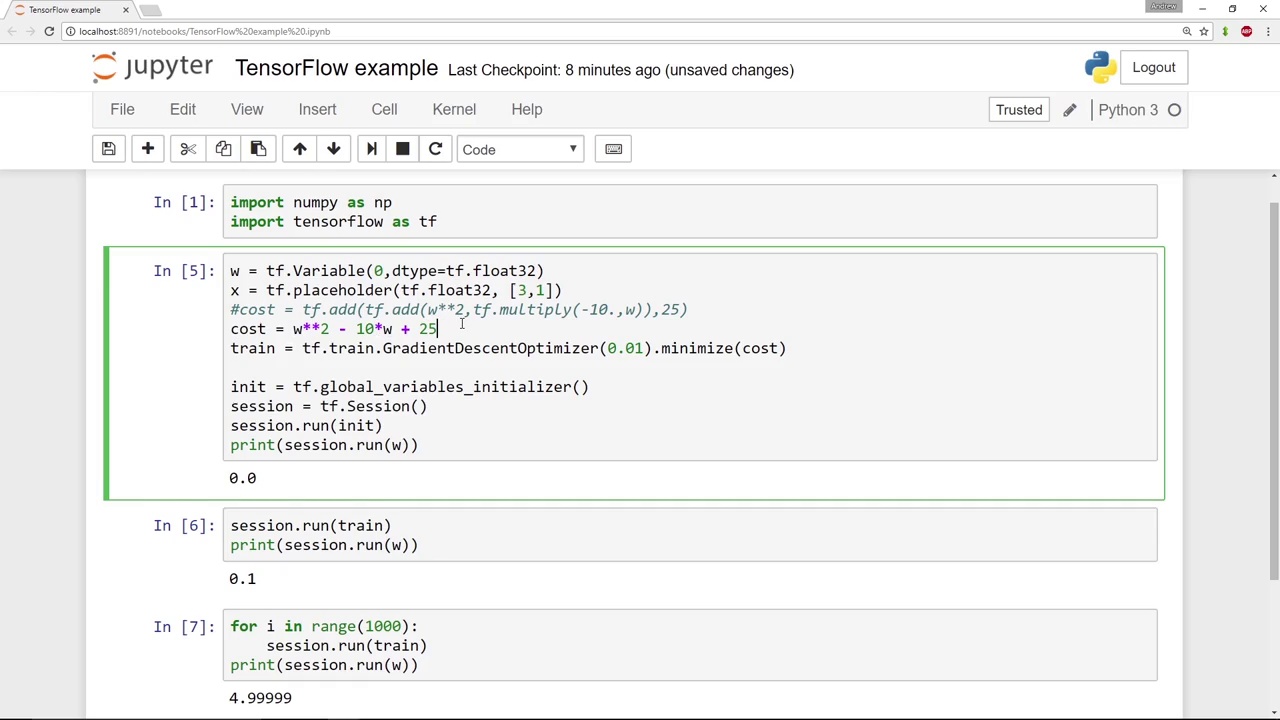 TensorFlow example
Andrew
localhost:8891/notebooks/TensorFlow%20example%20.ipynb
ABP
jupyter TensorFlow example Last Checkpoint: 8 minutes ago (unsaved changes)
Logout
File Edit View Insert Cell Kernel Help
Trusted
Python 3
Code
In [1]:
import numpy as np
import tensorflow as tf
In [5]:
w = tf.Variable(0,dtype=tf.float32)
x = tf.placeholder(tf.float32, [3,1])
#cost = tf.add(tf.add(w**2,tf.multiply(-10.,w)),25)
cost = w**2 - 10*w + 25
train = tf.train.GradientDescentOptimizer(0.01).minimize(cost)
init = tf.global_variables_initializer()
session = tf.Session()
session.run(init)
print(session.run(w))
0.0
In [6]:
session.run(train)
print(session.run(w))
0.1
In [7]:
for i in range(1000):
    session.run(train)
print(session.run(w))
4.99999